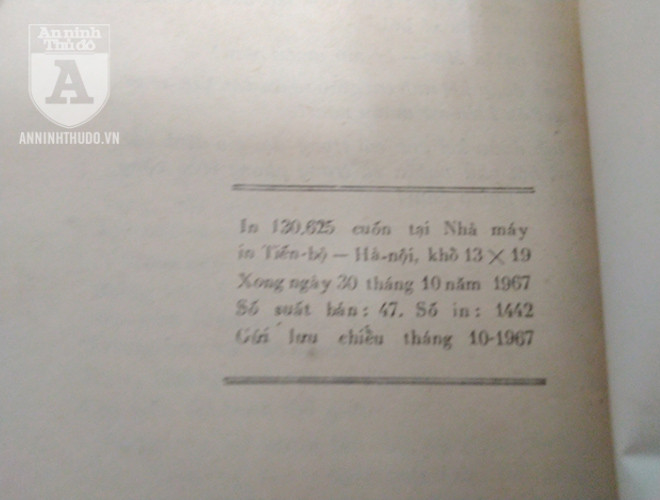 An ninh
Thủ đô
A
ANNINHTHUDO.VN
In 130.625 cuốn tại Nhà máy
in Tiến-bộ — Hà-nội, khổ 13 × 19
Xong ngày 30 tháng 10 năm 1967
Số suất bản : 47. Số in : 1442
Gửi lưu chiểu tháng 10-1967